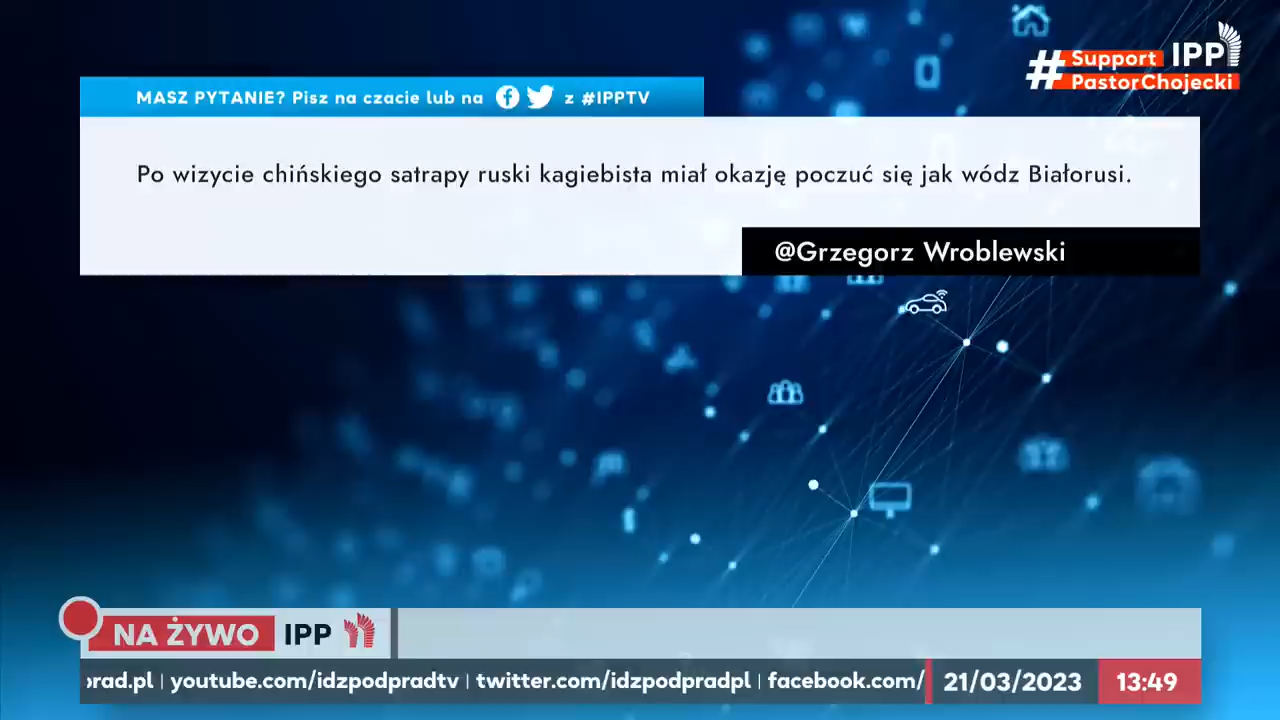 #Support IPP
PastorChojecki
MASZ PYTANIE? Pisz na czacie lub na z #IPPTV
Po wizycie chińskiego satrapy ruski kagiebista miał okazję poczuć się jak wódz Białorusi.
@Grzegorz Wroblewski
NA ŻYWO IPP
prad.pl | youtube.com/idzpodpradtv | twitter.com/idzpodpradpl | facebook.com/ 21/03/2023 13:49